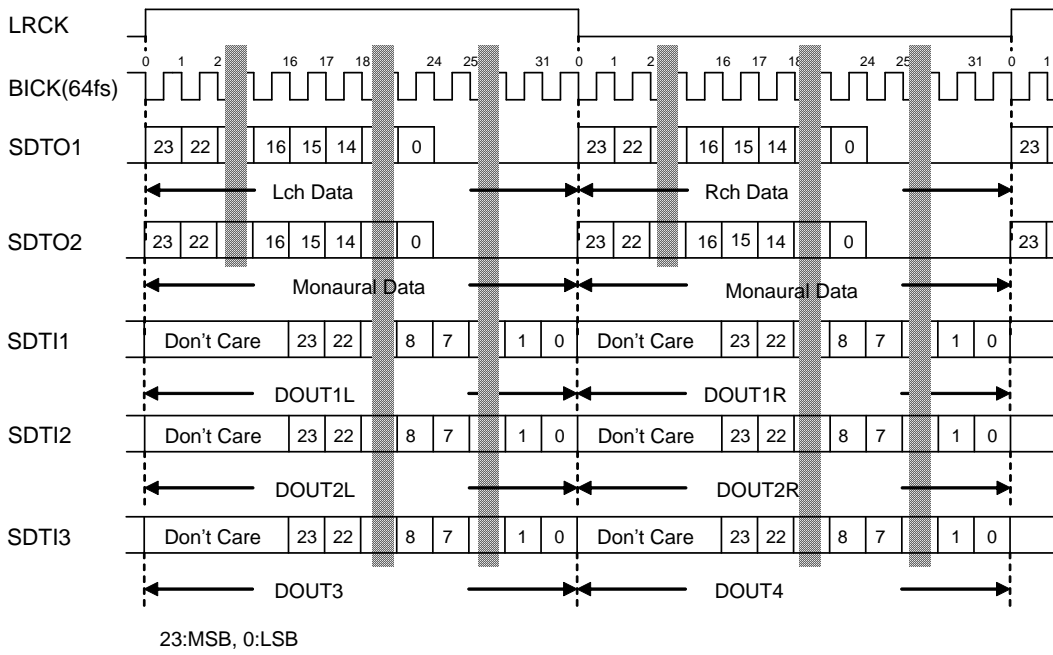 LRCK
0 1 2 16 17 18 24 25 31 0 1 2 16 17 18 24 25 31 0 1
BICK(64fs)
SDTO1 23 22 16 15 14 0 23 22 16 15 14 0 23
Lch Data Rch Data
SDTO2 23 22 16 15 14 0 23 22 16 15 14 0 23
Monaural Data Monaural Data
SDTI1 Don't Care 23 22 8 7 1 0 Don't Care 23 22 8 7 1 0
DOUT1L DOUT1R
SDTI2 Don't Care 23 22 8 7 1 0 Don't Care 23 22 8 7 1 0
DOUT2L DOUT2R
SDTI3 Don't Care 23 22 8 7 1 0 Don't Care 23 22 8 7 1 0
DOUT3 DOUT4
23:MSB, 0:LSB